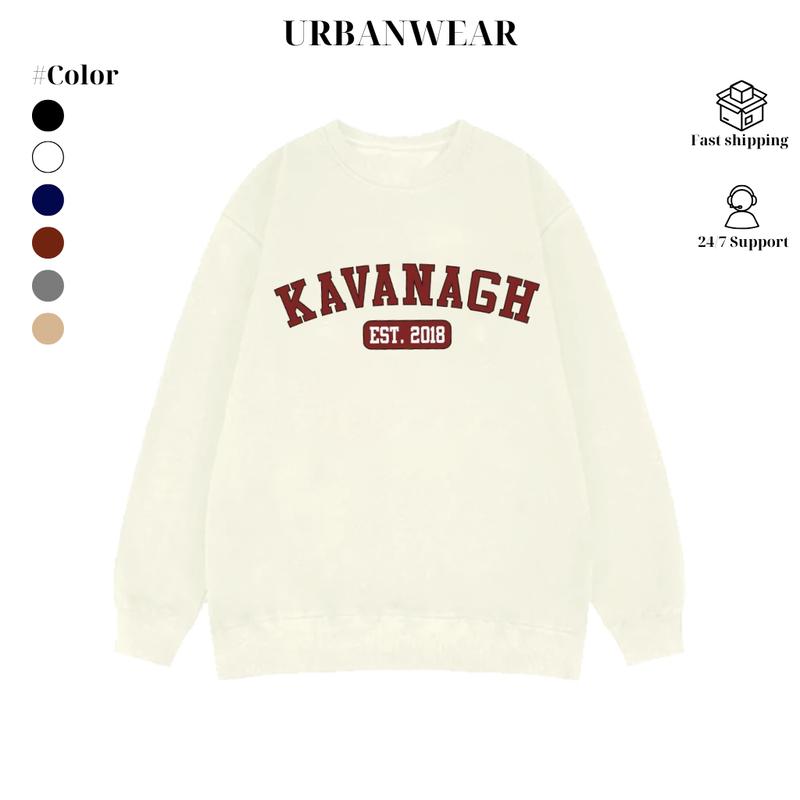 URBANWEAR
#Color
Fast shipping
24/7 Support
KAVANAGH
EST. 2018